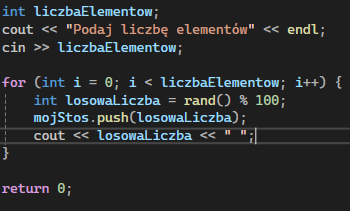 int liczbaElementow;
cout << "Podaj liczbę elementów" << endl;
cin >> liczbaElementow;
for (int i = 0; i < liczbaElementow; i++) {
int losowaLiczba = rand() % 100;
mojStos.push(losowaLiczba);
cout << losowaLiczba << " ";
}
return 0;